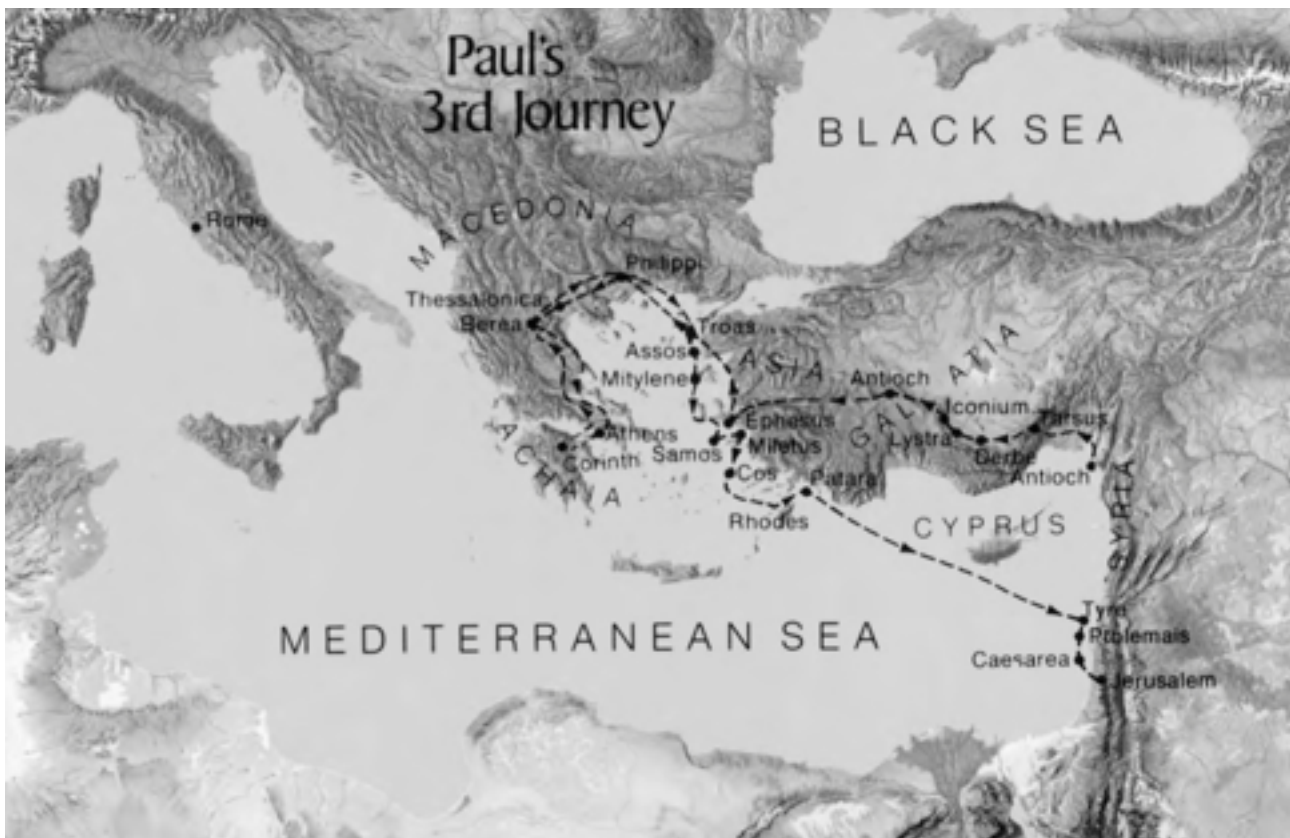 Paul's
3rd Journey
BLACK SEA
MACEDONIA
Rome
Philippi
Thessalonica
Berea
Troas
Assos
ASIA
Mitylene
Antioch
GALATIA
Iconium
Tarsus
Ephesus
Athens
Miletus
Lystra
Derbe
Samos
Corinth
ACHAIA
Cos
Patara
Antioch
Rhodes
CYPRUS
SYRIA
Tyre
MEDITERRANEAN SEA
Ptolemais
Caesarea
Jerusalem